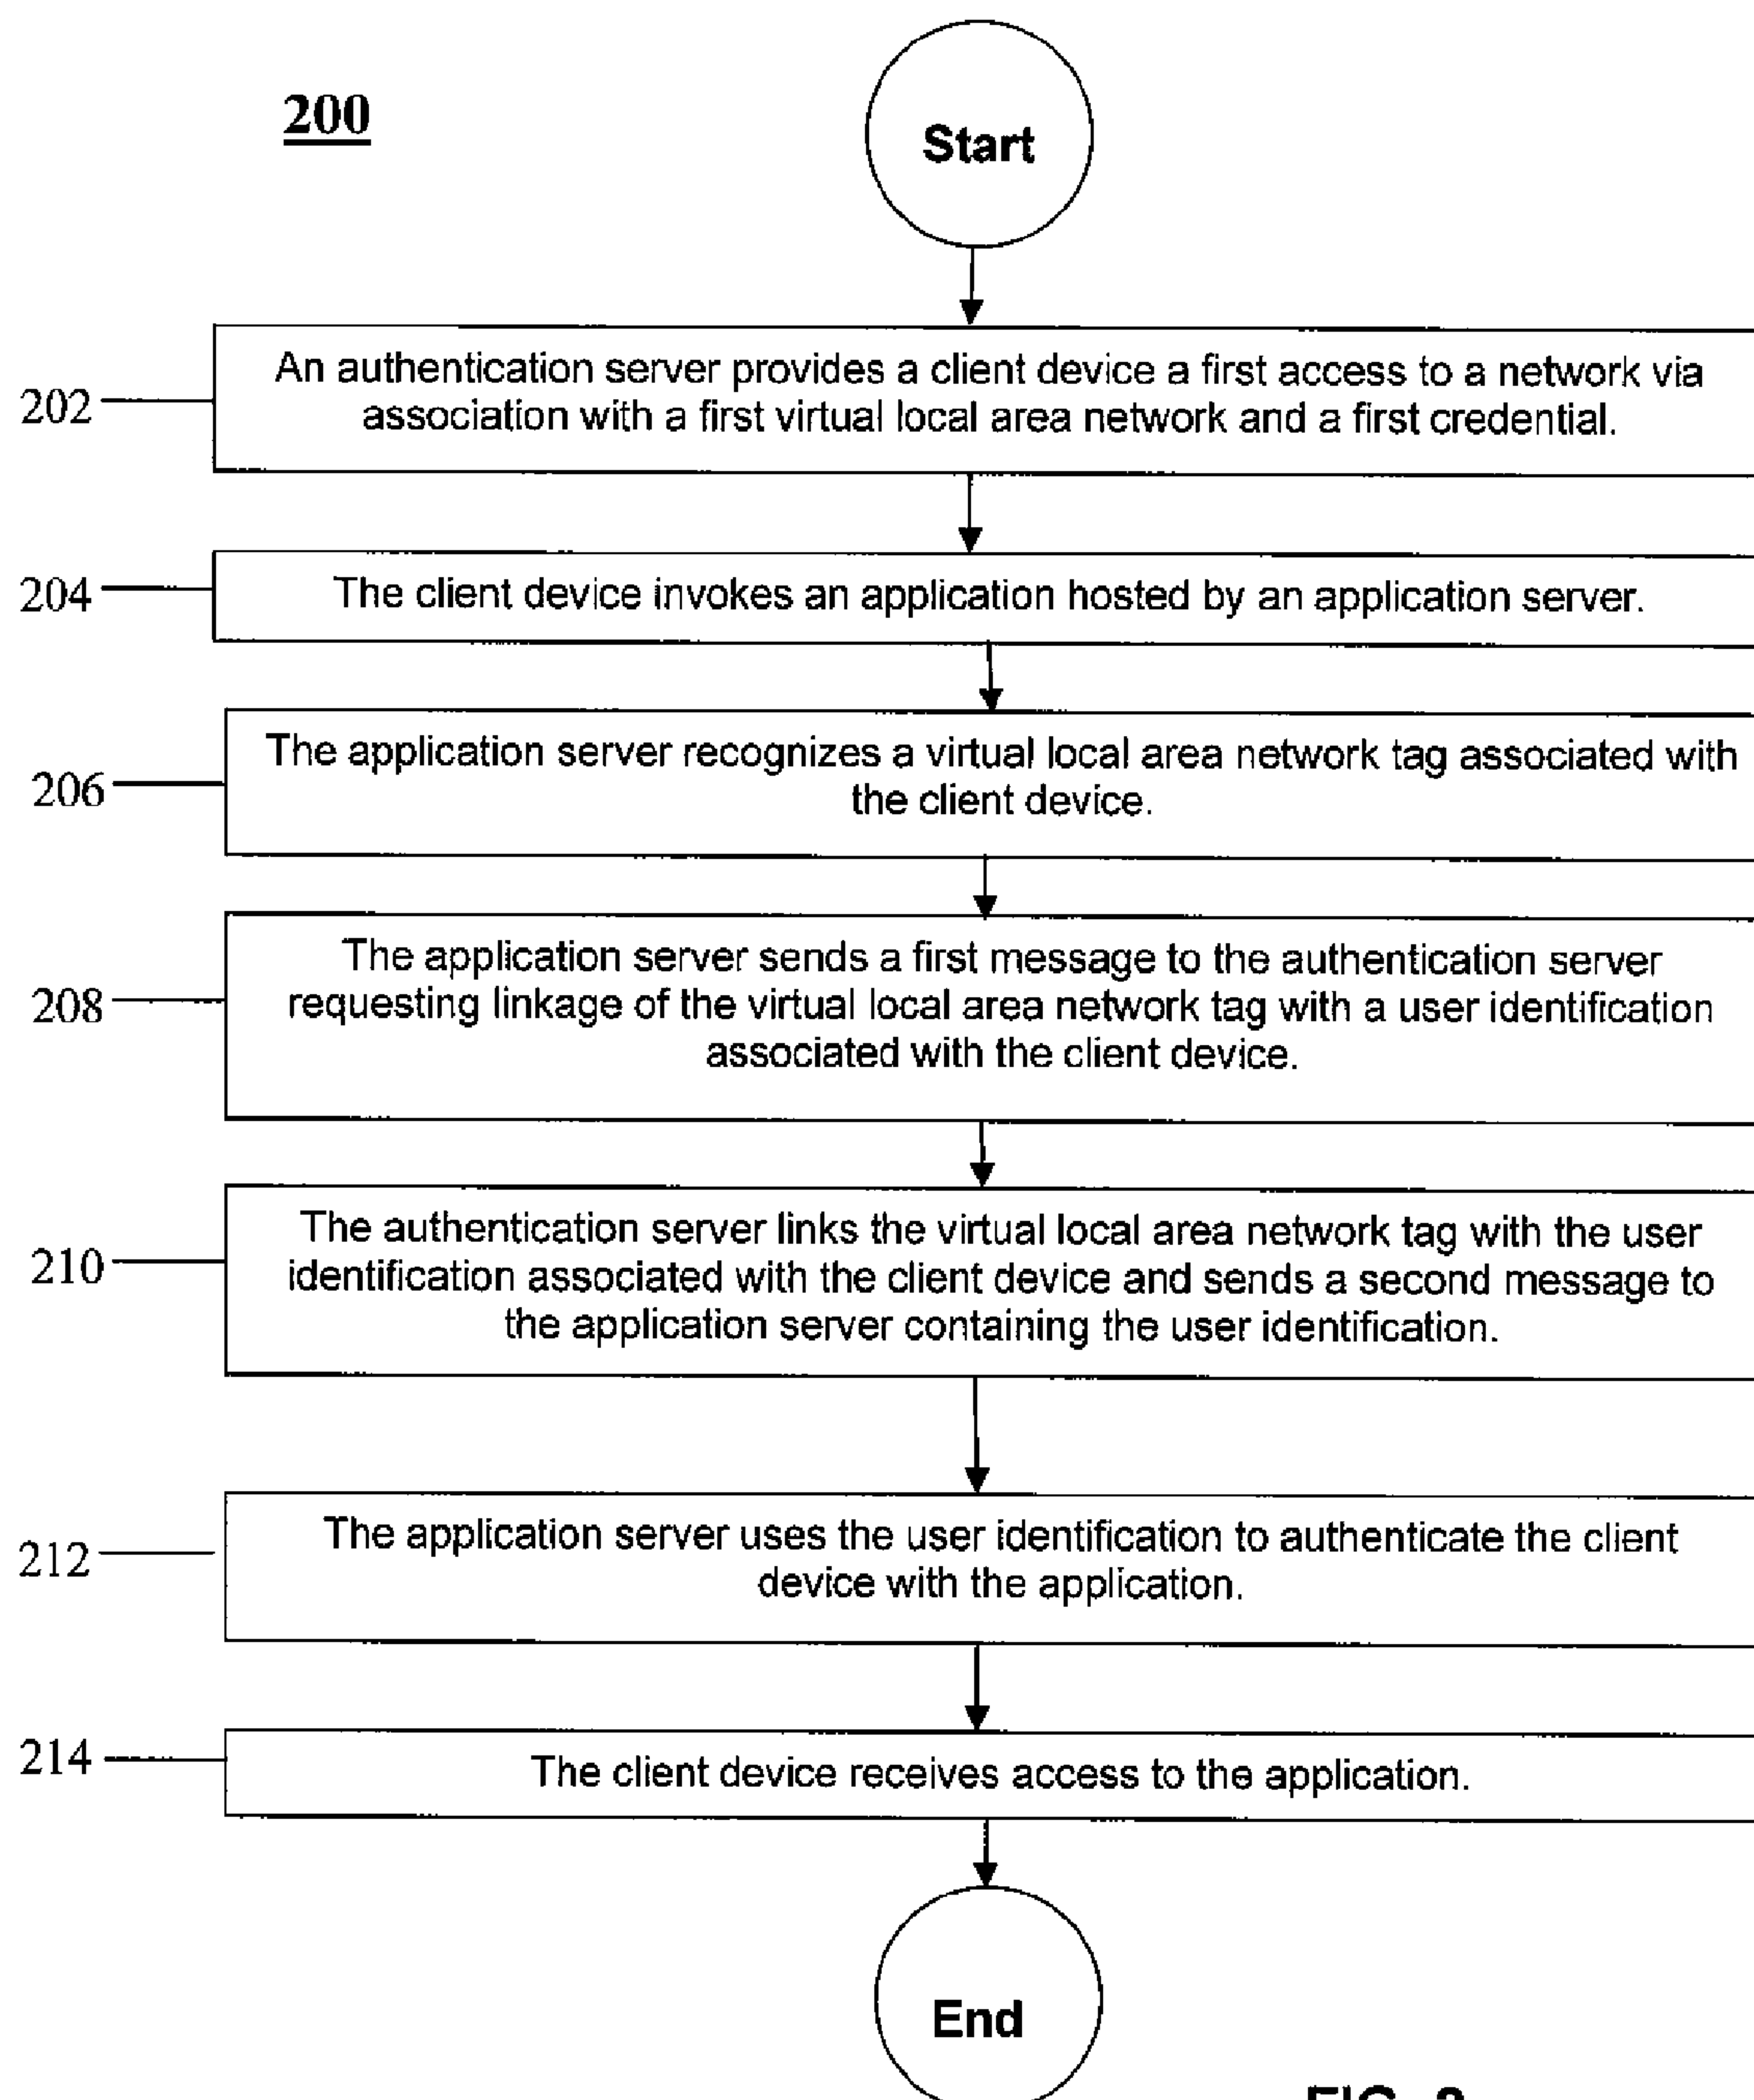 200
Start
202
An authentication server provides a client device a first access to a network via
association with a first virtual local area network and a first credential.
204
The client device invokes an application hosted by an application server.
206
The application server recognizes a virtual local area network tag associated with
the client device.
208
The application server sends a first message to the authentication server
requesting linkage of the virtual local area network tag with a user identification
associated with the client device.
210
The authentication server links the virtual local area network tag with the user
identification associated with the client device and sends a second message to
the application server containing the user identification.
212
The application server uses the user identification to authenticate the client
device with the application.
214
The client device receives access to the application.
End
FIG.